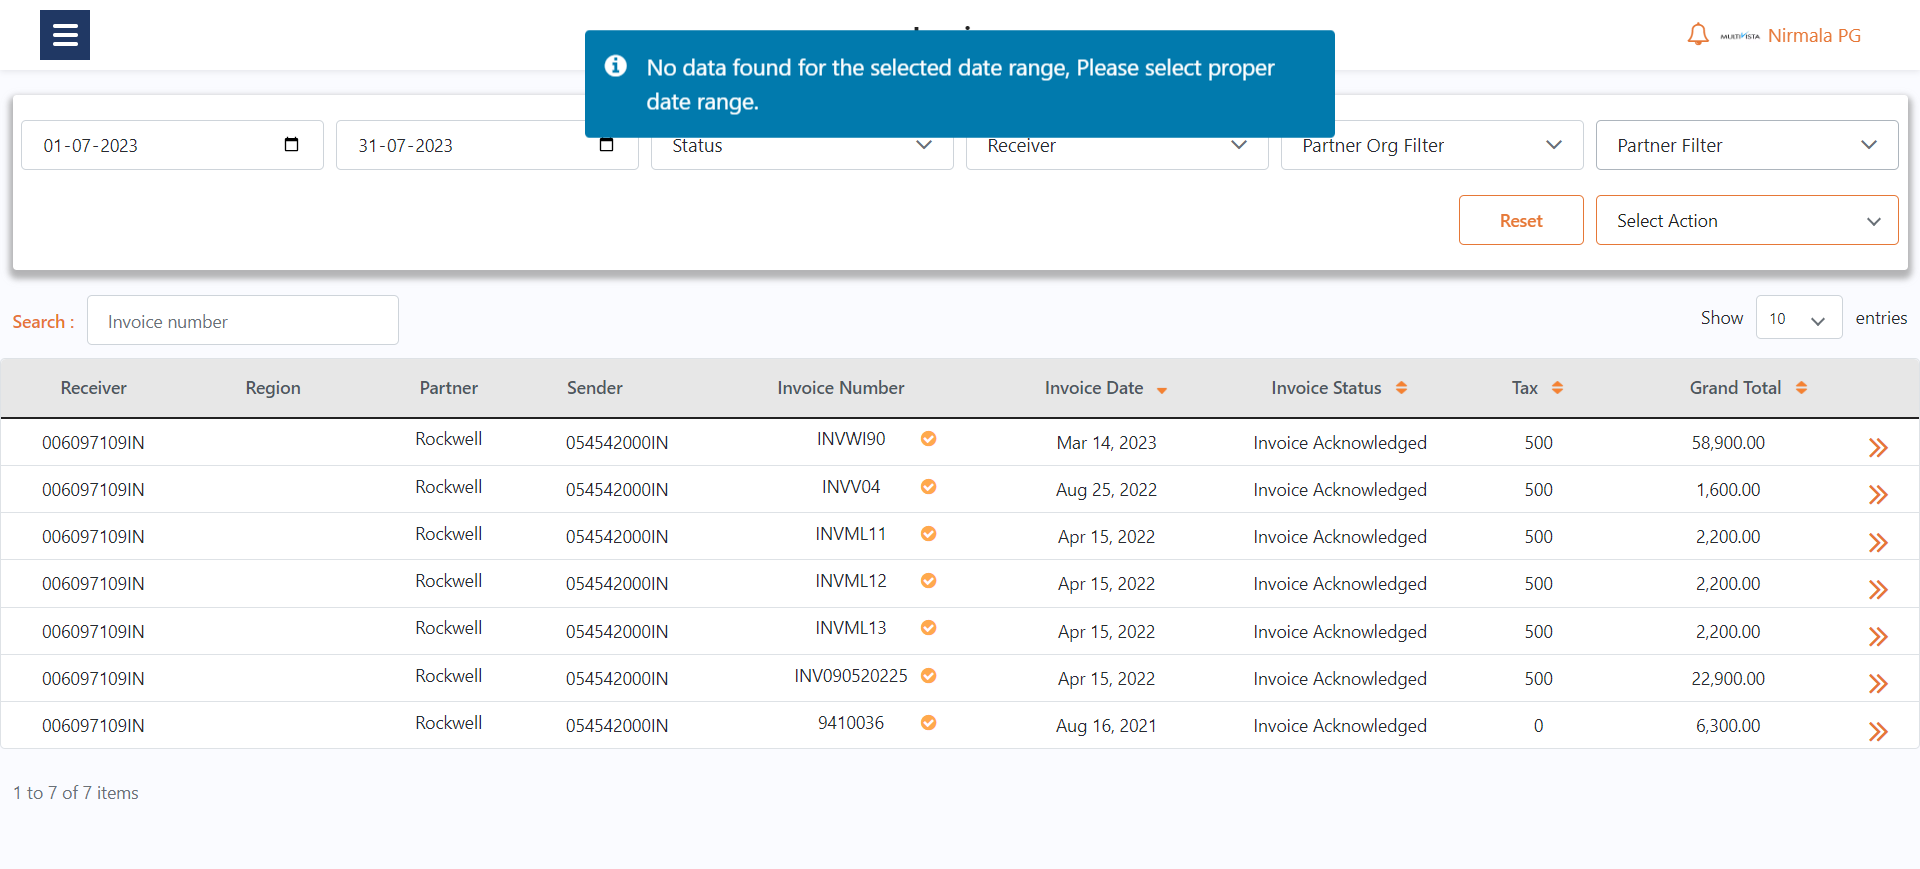 MULTIVISTA Nirmala PG
No data found for the selected date range, Please select proper
date range.
01-07-2023 31-07-2023 Status Receiver Partner Org Filter Partner Filter
Reset Select Action
Search : Invoice number Show 10 entries
Receiver Region Partner Sender Invoice Number Invoice Date Invoice Status Tax Grand Total
006097109IN Rockwell 054542000IN INVWI90 Mar 14, 2023 Invoice Acknowledged 500 58,900.00
006097109IN Rockwell 054542000IN INVV04 Aug 25, 2022 Invoice Acknowledged 500 1,600.00
006097109IN Rockwell 054542000IN INVML11 Apr 15, 2022 Invoice Acknowledged 500 2,200.00
006097109IN Rockwell 054542000IN INVML12 Apr 15, 2022 Invoice Acknowledged 500 2,200.00
006097109IN Rockwell 054542000IN INVML13 Apr 15, 2022 Invoice Acknowledged 500 2,200.00
006097109IN Rockwell 054542000IN INV090520225 Apr 15, 2022 Invoice Acknowledged 500 22,900.00
006097109IN Rockwell 054542000IN 9410036 Aug 16, 2021 Invoice Acknowledged 0 6,300.00
1 to 7 of 7 items